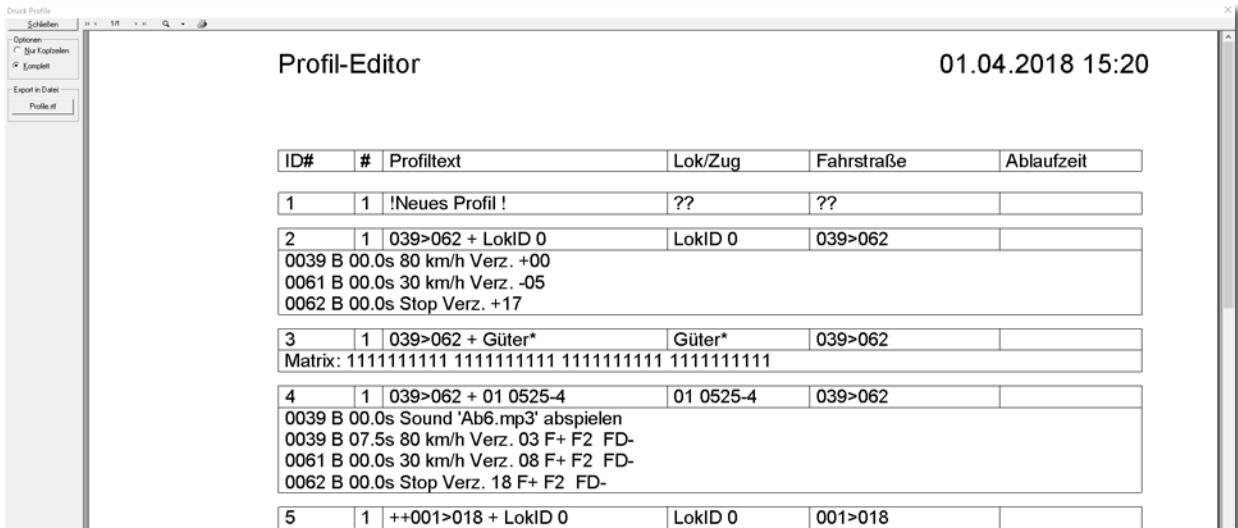 Druck Profile
Schließen 1/1
Optionen
Nur Kopfzeilen
Komplett
Export in Datei:
Profile.rtf
Profil-Editor 01.04.2018 15:20
ID# # Profiltext Lok/Zug Fahrstraße Ablaufzeit
1 1 !Neues Profil ! ?? ??
2 1 039>062 + LokID 0 LokID 0 039>062
0039 B 00.0s 80 km/h Verz. +00
0061 B 00.0s 30 km/h Verz. -05
0062 B 00.0s Stop Verz. +17
3 1 039>062 + Güter* Güter* 039>062
Matrix: 1111111111 1111111111 1111111111 1111111111
4 1 039>062 + 01 0525-4 01 0525-4 039>062
0039 B 00.0s Sound 'Ab6.mp3' abspielen
0039 B 07.5s 80 km/h Verz. 03 F+ F2 FD-
0061 B 00.0s 30 km/h Verz. 08 F+ F2 FD-
0062 B 00.0s Stop Verz. 18 F+ F2 FD-
5 1 ++001>018 + LokID 0 LokID 0 001>018